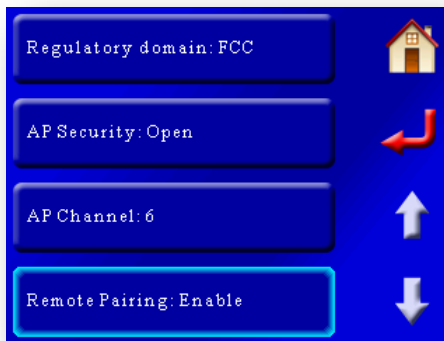 Regulatory domain: FCC
AP Security: Open
AP Channel: 6
Remote Pairing: Enable